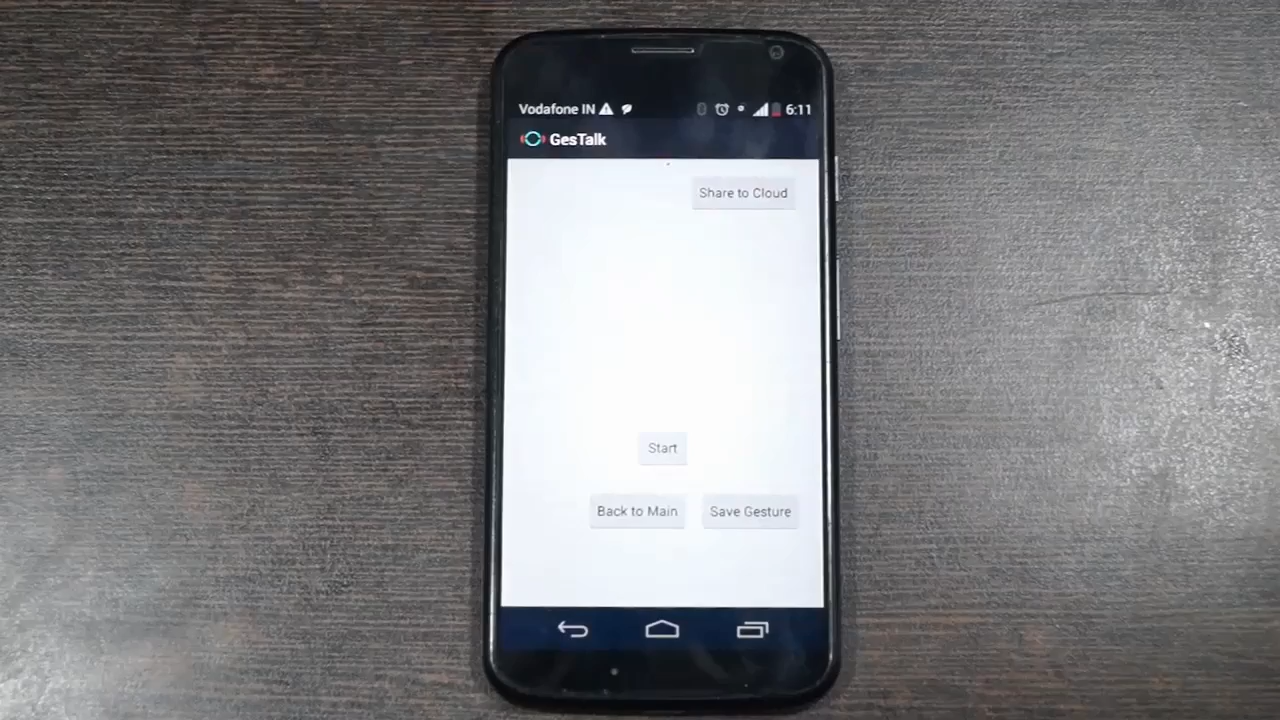 Vodafone IN 6:11
GesTalk
Share to Cloud
Start
Back to Main Save Gesture